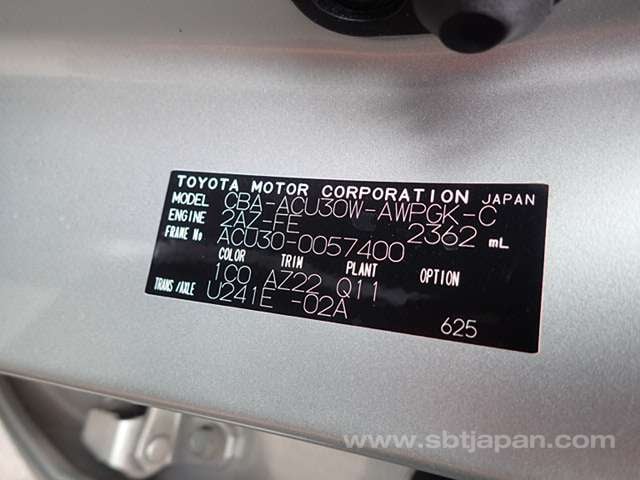 TOYOTA MOTOR CORPORATION JAPAN
MODEL CBA-ACU30W-AWPGK-C
ENGINE 2AZ-FE 2362 mL
FRAME No ACU30-0057400
COLOR TRIM PLANT OPTION
1C0 AZ22 Q11
TRANS/AXLE U241E -02A
625
www.sbtjapan.com